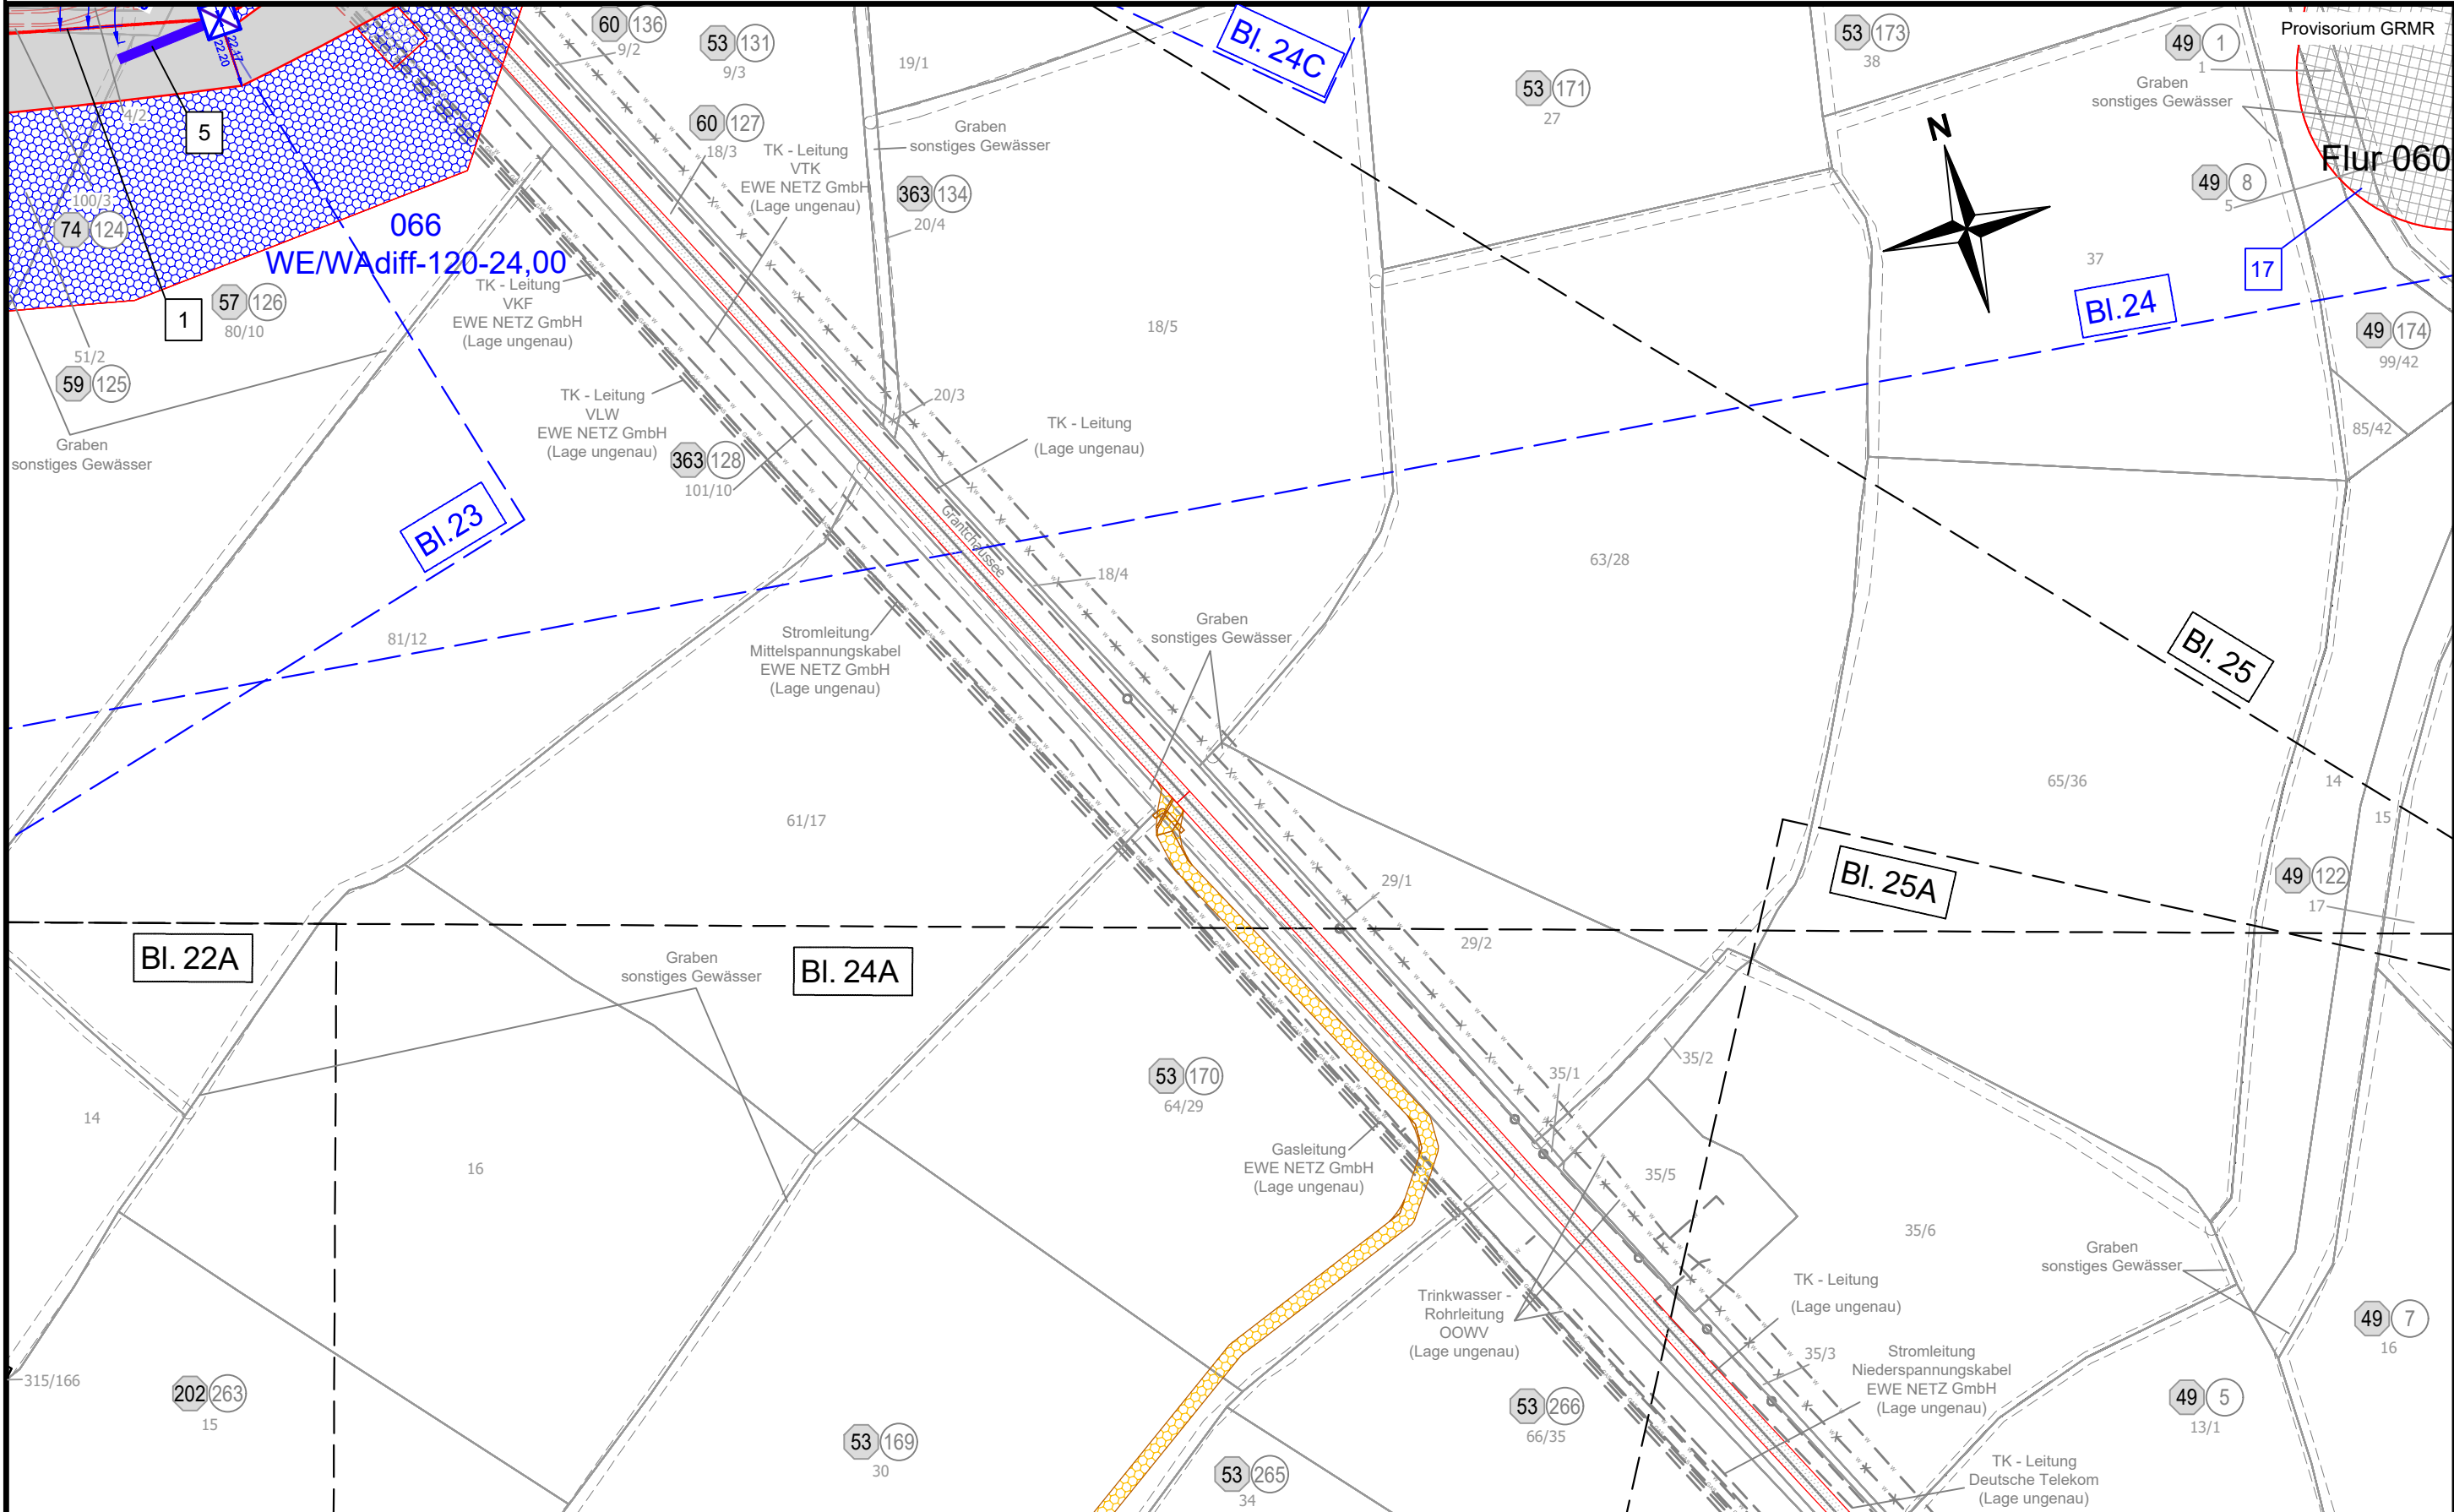 60 136
9/2
53 131
9/3
19/1
Bl. 24C
53 171
27
53 173
38
49 1
1
Provisorium GRMR
Graben
sonstiges Gewässer
Flur 060
49 8
5
22.17
22.20
4/2
5
60 127
18/3
TK - Leitung
VTK
EWE NETZ GmbH
(Lage ungenau)
Graben
sonstiges Gewässer
363 134
20/4
N
100/3
74 124
066
WE/WAdiff-120-24,00
57 126
80/10
1
TK - Leitung
VKF
EWE NETZ GmbH
(Lage ungenau)
18/5
37
17
Bl.24
49 174
99/42
85/42
51/2
59 125
Graben
sonstiges Gewässer
TK - Leitung
VLW
EWE NETZ GmbH
(Lage ungenau)
363 128
101/10
20/3
TK - Leitung
(Lage ungenau)
Bl.23
Grantchaussee
18/4
63/28
81/12
Stromleitung
Mittelspannungskabel
EWE NETZ GmbH
(Lage ungenau)
Graben
sonstiges Gewässer
Bl. 25
61/17
65/36
14
15
29/1
29/2
Bl. 25A
49 122
17
Bl. 22A
Graben
sonstiges Gewässer
Bl. 24A
14
16
53 170
64/29
35/2
35/1
35/5
Gasleitung
EWE NETZ GmbH
(Lage ungenau)
35/6
Graben
sonstiges Gewässer
Trinkwasser -
Rohrleitung
OOWV
(Lage ungenau)
TK - Leitung
(Lage ungenau)
49 7
16
315/166
202 263
15
35/3
Stromleitung
Niederspannungskabel
EWE NETZ GmbH
(Lage ungenau)
53 266
66/35
49 5
13/1
53 169
30
53 265
34
TK - Leitung
Deutsche Telekom
(Lage ungenau)